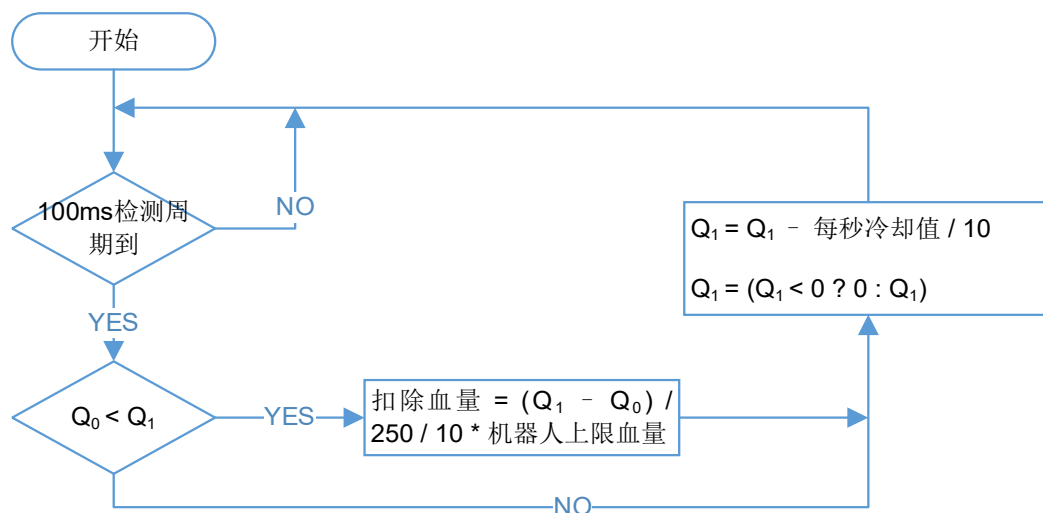 开始
100ms检测周
期到
NO
YES
Q₀ < Q₁
YES
扣除血量 = (Q₁ - Q₀) /
250 / 10 * 机器人上限血量
Q₁ = Q₁ - 每秒冷却值 / 10
Q₁ = (Q₁ < 0 ? 0 : Q₁)
NO